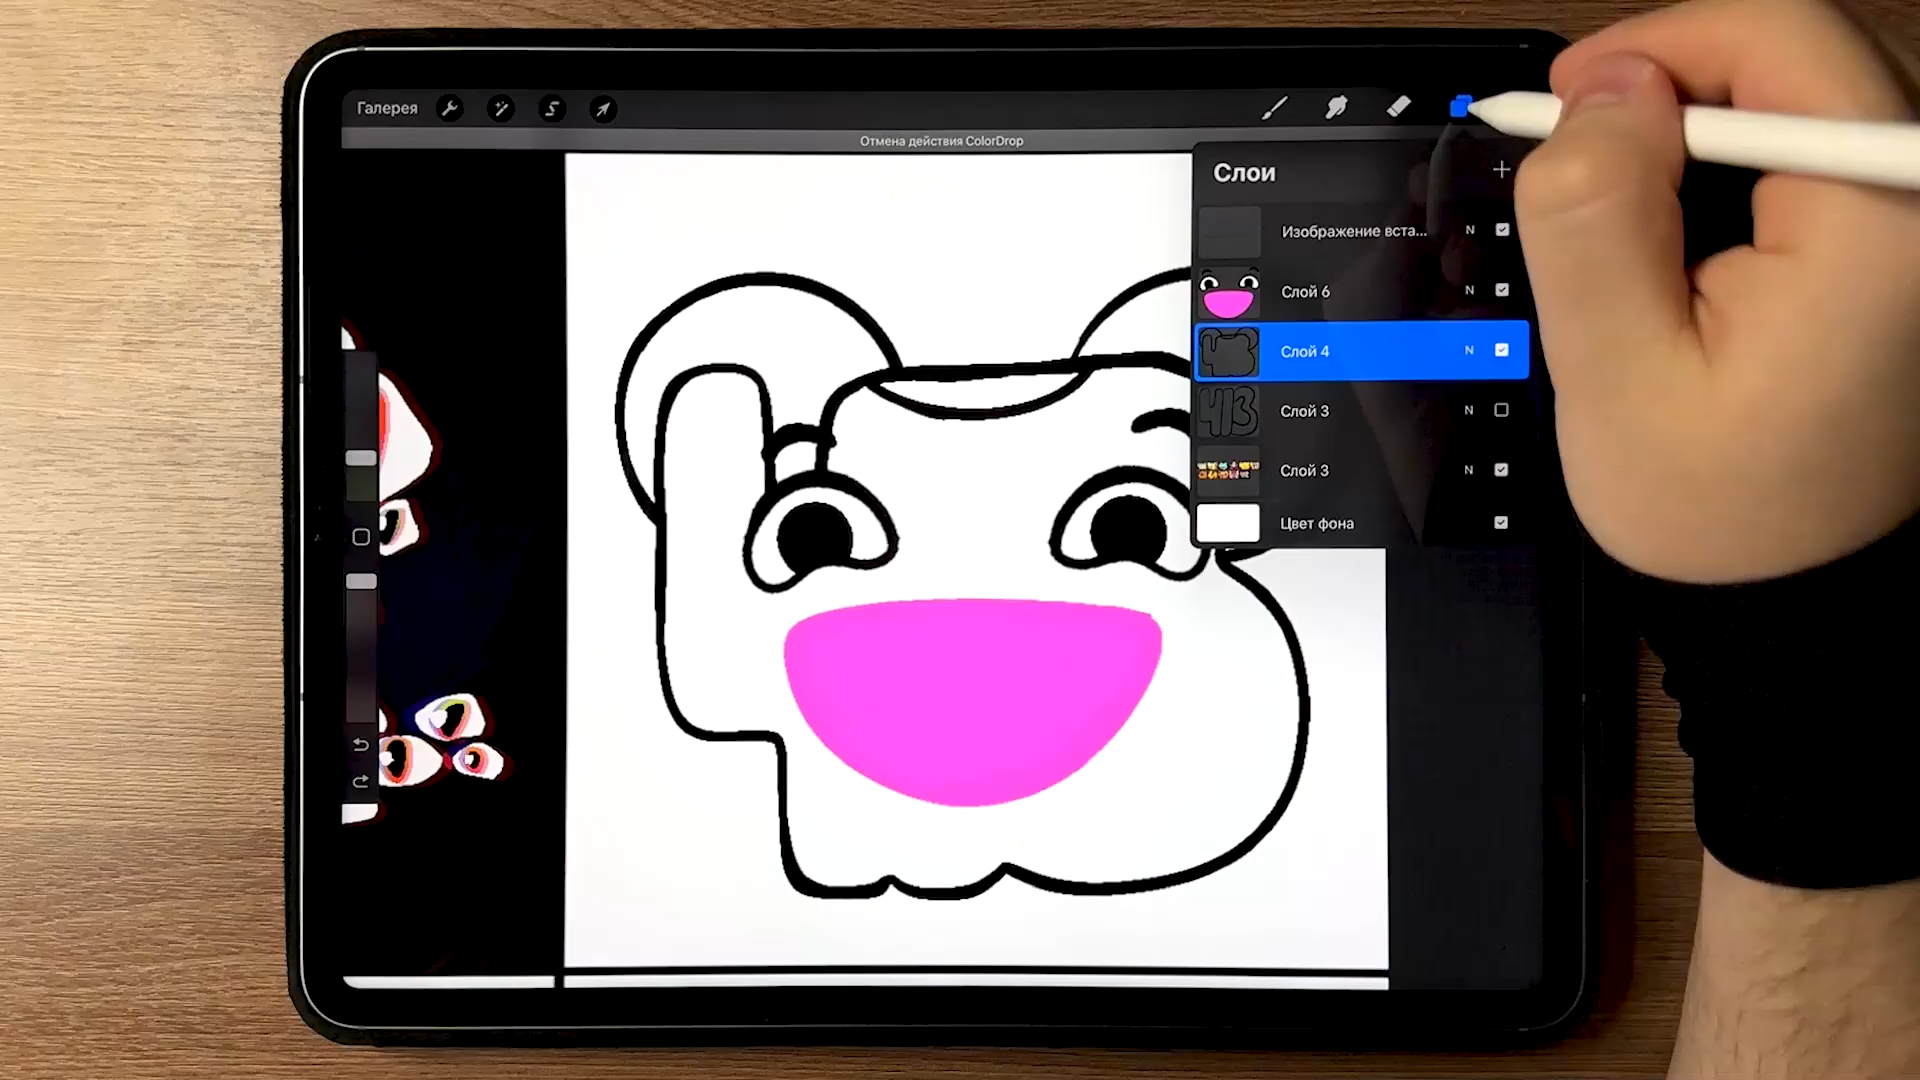 Галерея
Отмена действия ColorDrop
Слои
Изображение вста... N
Слой 6 N
Слой 4 N
Слой 3 N
Слой 3 N
Цвет фона